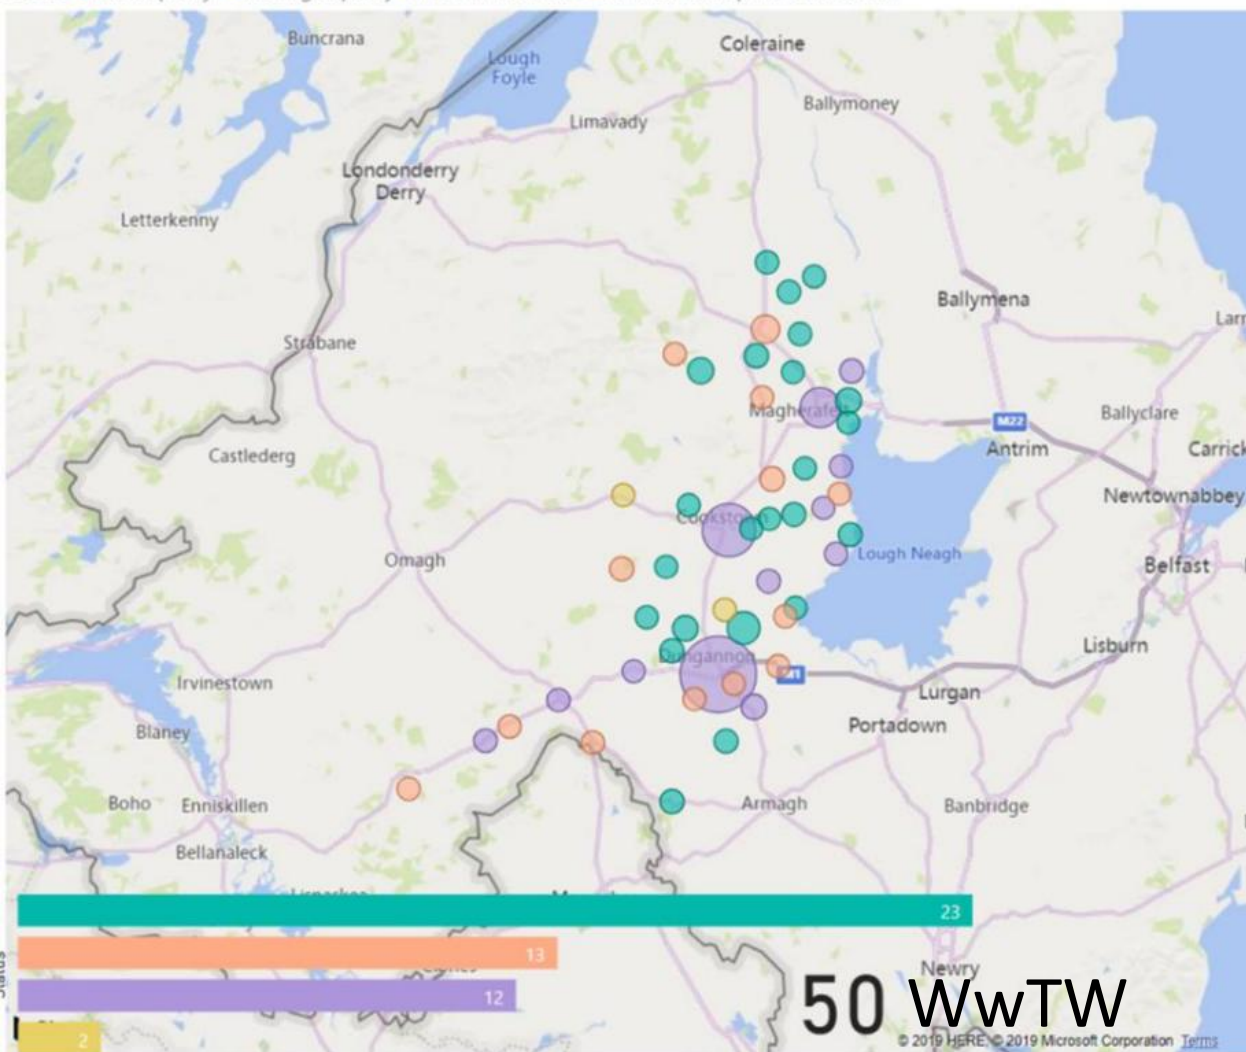 Buncrana
Coleraine
Lough
Foyle
Ballymoney
Limavady
Londonderry
Derry
Letterkenny
Ballymena
Strabane
Magherafelt
M22
Ballyclare
Antrim
Castlederg
Newtownabbey
Cookstown
Omagh
Lough Neagh
Belfast
Lisburn
Dungannon
M1
Irvinestown
Lurgan
Blaney
Portadown
Boho
Enniskillen
Armagh
Banbridge
Bellanaleck
23
13
Newry
12
50 WwTW
2
Status
© 2019 HERE, © 2019 Microsoft Corporation Terms